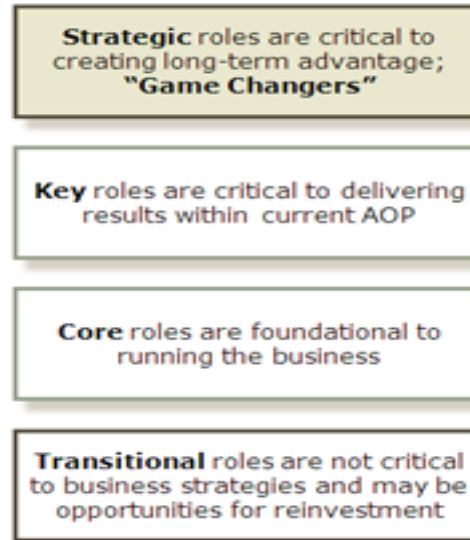 Strategic roles are critical to
creating long-term advantage;
“Game Changers”
Key roles are critical to delivering
results within current AOP
Core roles are foundational to
running the business
Transitional roles are not critical
to business strategies and may be
opportunities for reinvestment